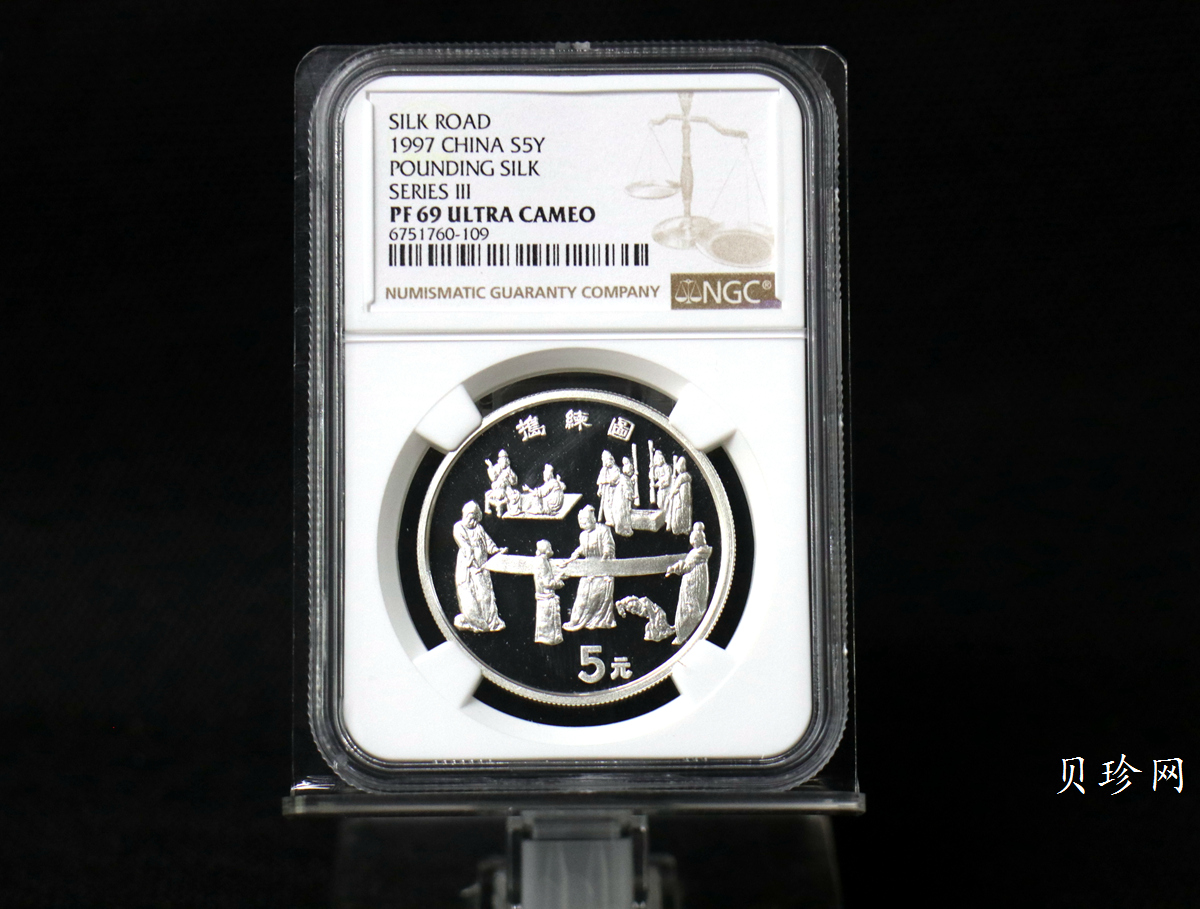 SILK ROAD
1997 CHINA S5Y
POUNDING SILK
SERIES III
PF 69 ULTRA CAMEO
6751760-109
NUMISMATIC GUARANTY COMPANY
NGC®
搗練圖
5元
贝珍网